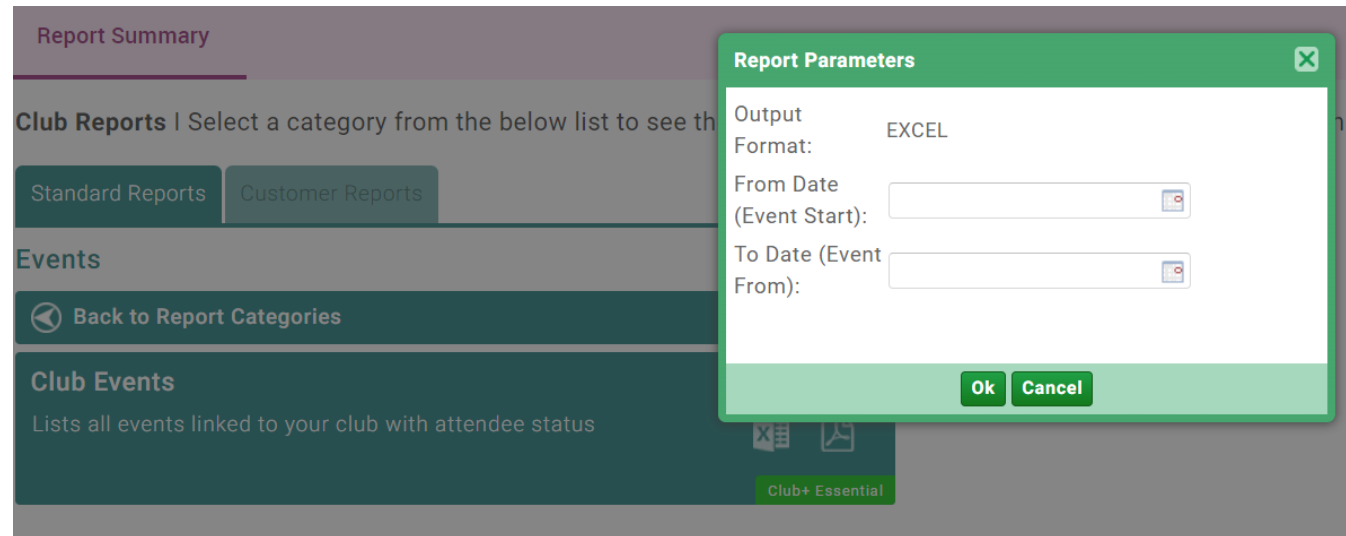 Report Summary
Club Reports I Select a category from the below list to see th
n
Standard Reports
Customer Reports
Events
Back to Report Categories
Club Events
Lists all events linked to your club with attendee status
Club+ Essential
Report Parameters
Output
Format:
EXCEL
From Date
(Event Start):
To Date (Event
From):
Ok
Cancel